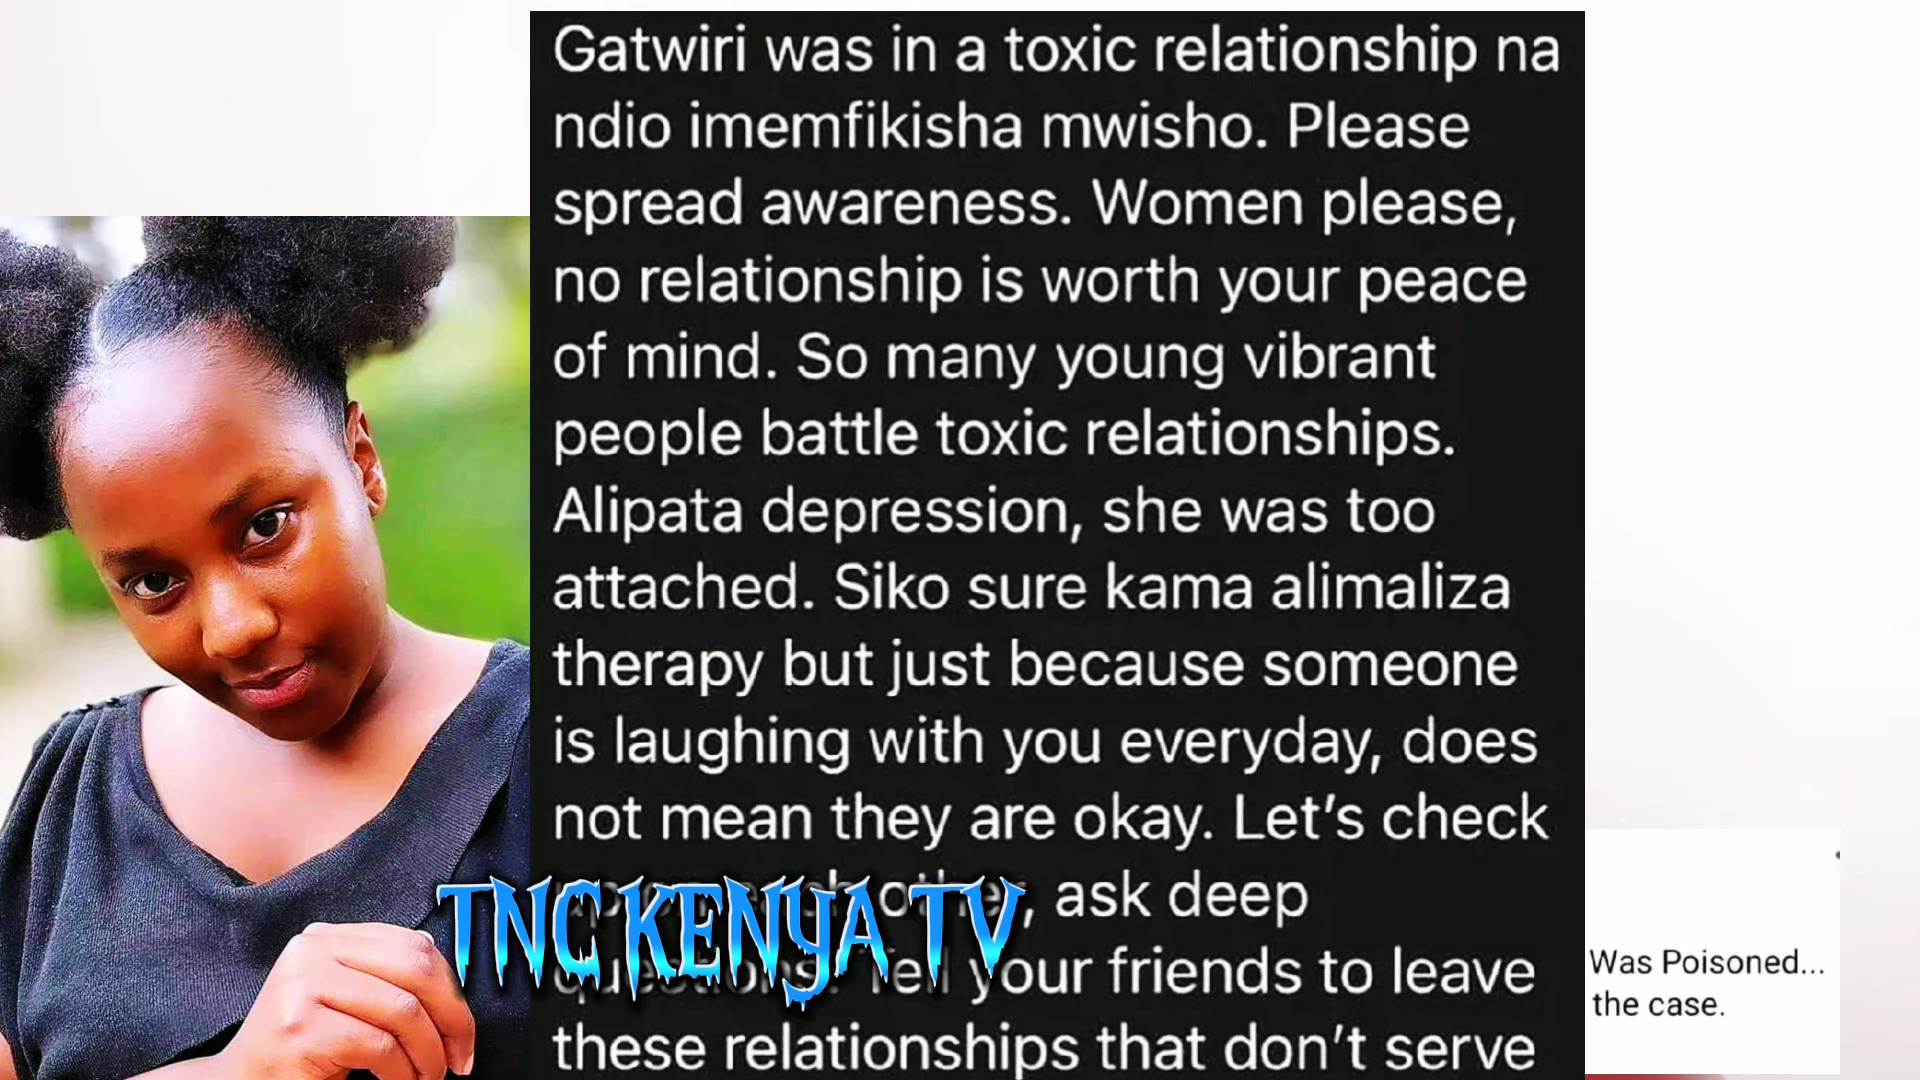 Gatwiri was in a toxic relationship na
ndio imemfikisha mwisho. Please
spread awareness. Women please,
no relationship is worth your peace
of mind. So many young vibrant
people battle toxic relationships.
Alipata depression, she was too
attached. Siko sure kama alimaliza
therapy but just because someone
is laughing with you everyday, does
not mean they are okay. Let’s check
other, ask deep
Tell your friends to leave
these relationships that don’t serve
TNC KENYA TV
Was Poisoned...
the case.